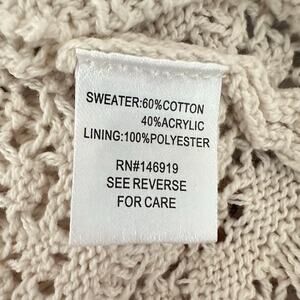 SWEATER:60%COTTON
40%ACRYLIC
LINING:100%POLYESTER
RN#146919
SEE REVERSE
FOR CARE